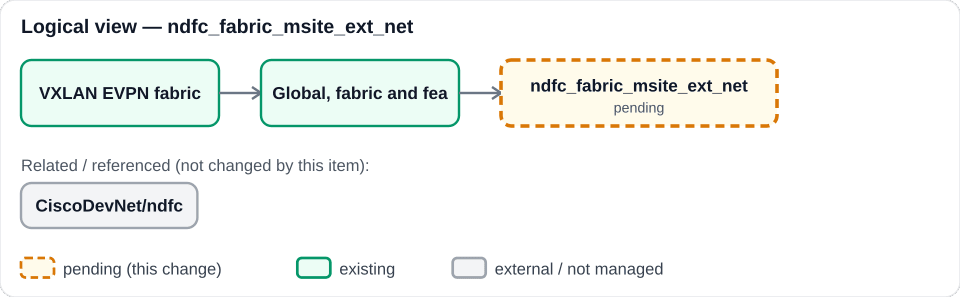 Logical view — ndfc_fabric_msite_ext_net
VXLAN EVPN fabric
Global, fabric and fea
ndfc_fabric_msite_ext_net
pending
Related / referenced (not changed by this item):
CiscoDevNet/ndfc
pending (this change)
existing
external / not managed